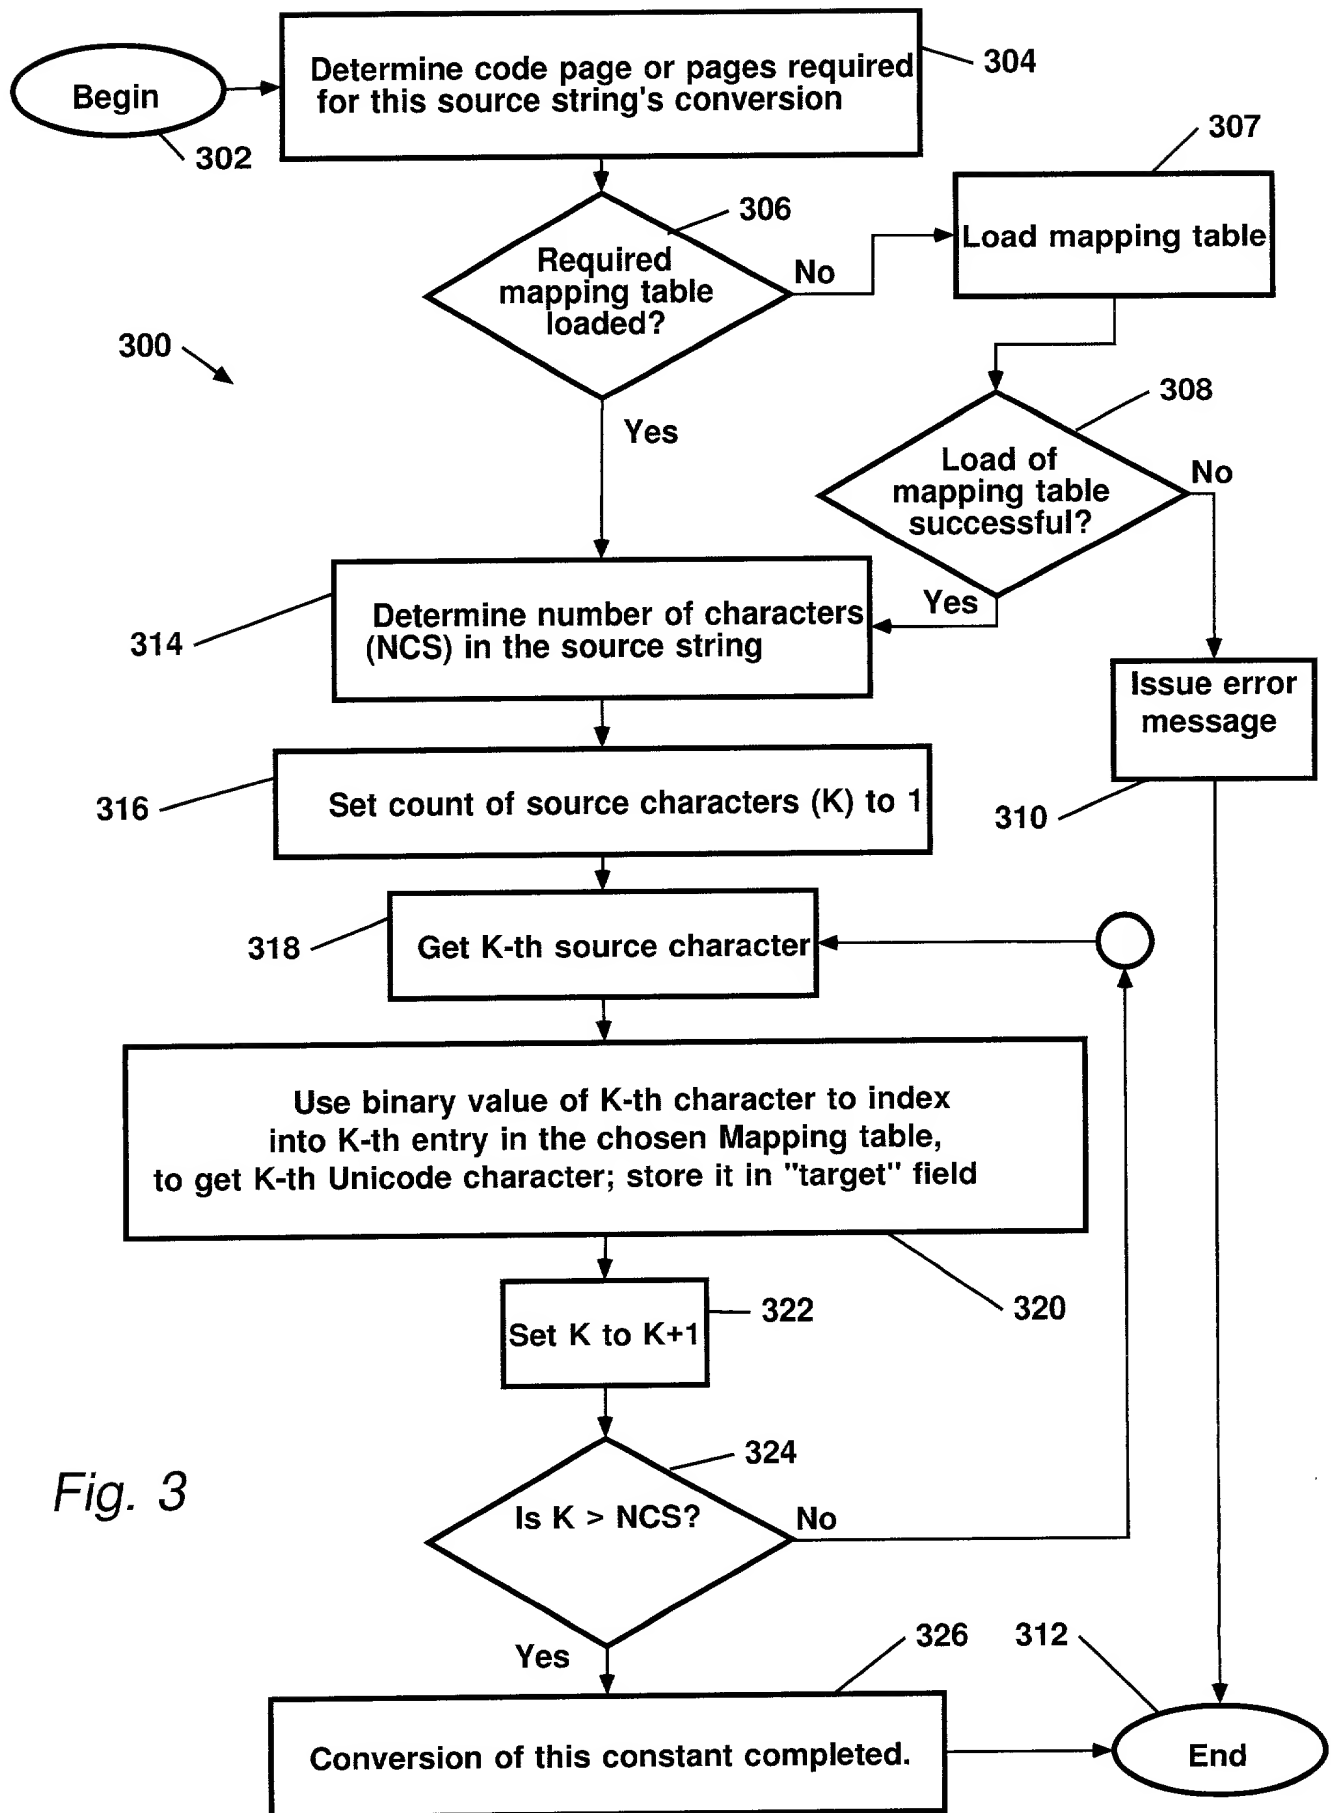 Begin
302
Determine code page or pages required
for this source string's conversion
304
307
306
Required
mapping table
loaded?
No
Load mapping table
300
Yes
308
Load of
mapping table
successful?
No
Yes
314
Determine number of characters
(NCS) in the source string
Issue error
message
310
316
Set count of source characters (K) to 1
318
Get K-th source character
Use binary value of K-th character to index
into K-th entry in the chosen Mapping table,
to get K-th Unicode character; store it in "target" field
320
322
Set K to K+1
324
Is K > NCS?
No
Fig. 3
Yes
326
312
Conversion of this constant completed.
End